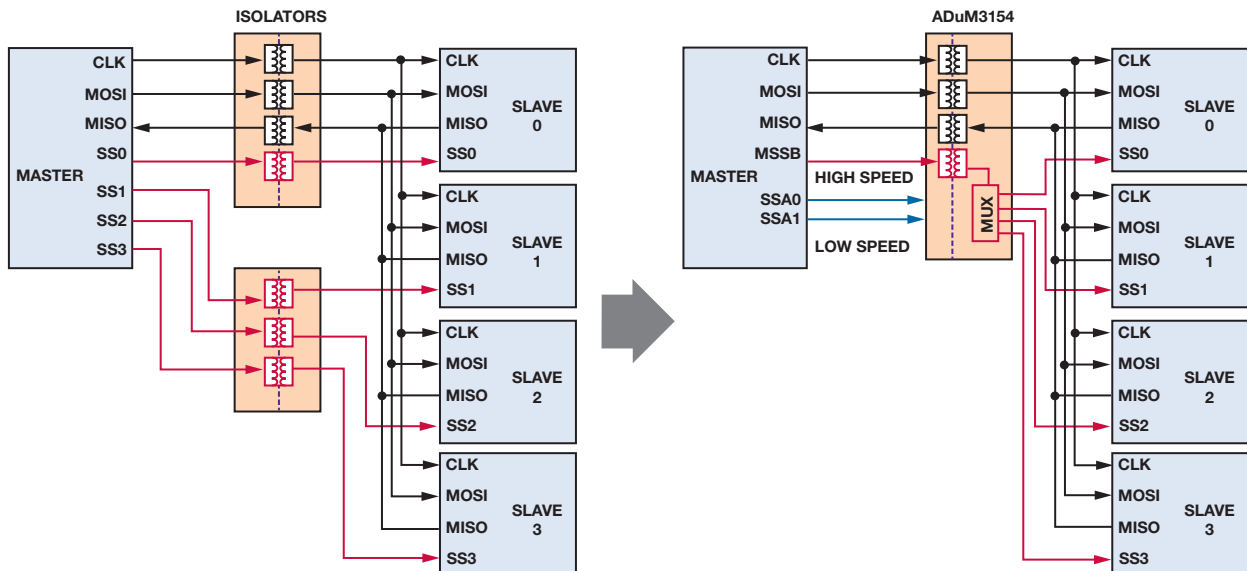 ISOLATORS
MASTER
CLK
MOSI
MISO
SS0
SS1
SS2
SS3
CLK
MOSI
MISO
SS0
SLAVE
0
CLK
MOSI
MISO
SS1
SLAVE
1
CLK
MOSI
MISO
SS2
SLAVE
2
CLK
MOSI
MISO
SS3
SLAVE
3
ADuM3154
MASTER
CLK
MOSI
MISO
MSSB
SSA0
SSA1
HIGH SPEED
LOW SPEED
MUX
CLK
MOSI
MISO
SS0
SLAVE
0
CLK
MOSI
MISO
SS1
SLAVE
1
CLK
MOSI
MISO
SS2
SLAVE
2
CLK
MOSI
MISO
SS3
SLAVE
3